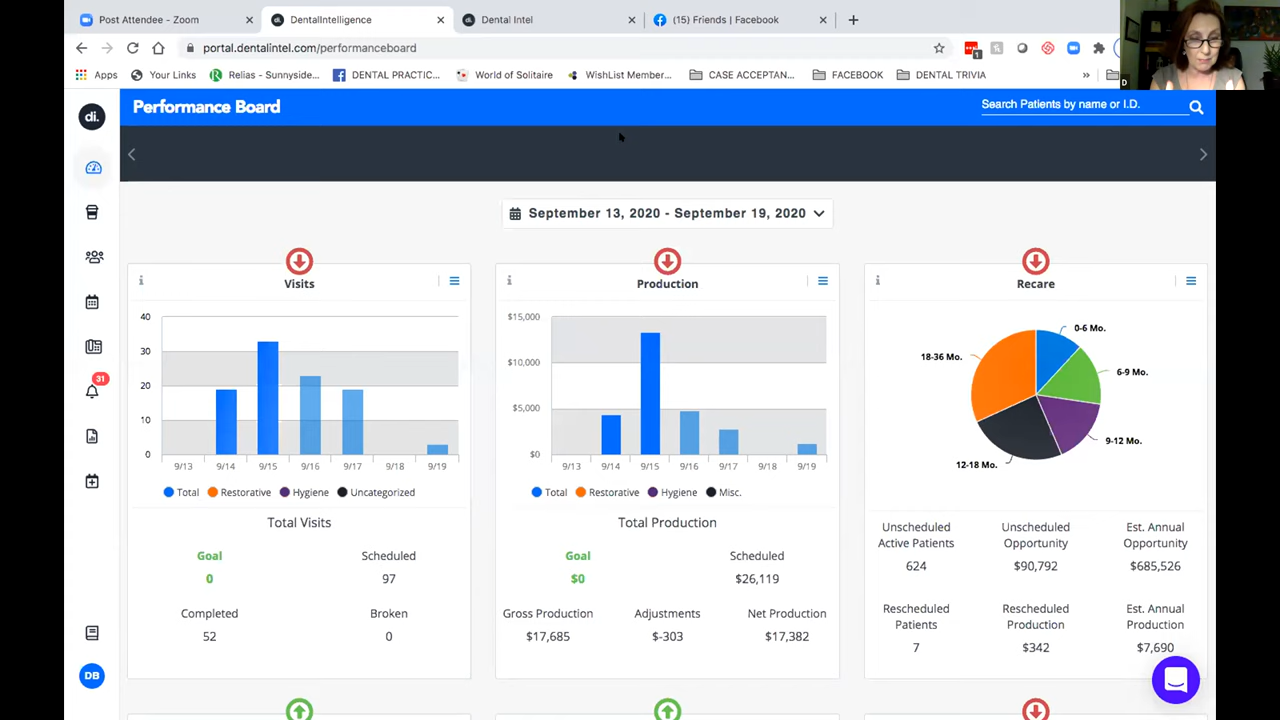 Post Attendee - Zoom
DentalIntelligence
Dental Intel
(15) Friends | Facebook
portal.dentalintel.com/performanceboard
1
Apps
Your Links
Relias - Sunnyside...
DENTAL PRACTIC...
World of Solitaire
WishList Member...
CASE ACCEPTAN...
FACEBOOK
DENTAL TRIVIA
D
di.
Performance Board
Search Patients by name or I.D.
September 13, 2020 - September 19, 2020
31
DB
Visits
40
30
20
10
0
9/13 9/14 9/15 9/16 9/17 9/18 9/19
Total Restorative Hygiene Uncategorized
Total Visits
Goal Scheduled
0 97
Completed Broken
52 0
Production
$15,000
$10,000
$5,000
$0
9/13 9/14 9/15 9/16 9/17 9/18 9/19
Total Restorative Hygiene Misc.
Total Production
Goal Scheduled
$0 $26,119
Gross Production Adjustments Net Production
$17,685 $-303 $17,382
Recare
0-6 Mo.
18-36 Mo.
6-9 Mo.
9-12 Mo.
12-18 Mo.
Unscheduled Unscheduled Est. Annual
Active Patients Opportunity Opportunity
624 $90,792 $685,526
Rescheduled Rescheduled Est. Annual
Patients Production Production
7 $342 $7,690